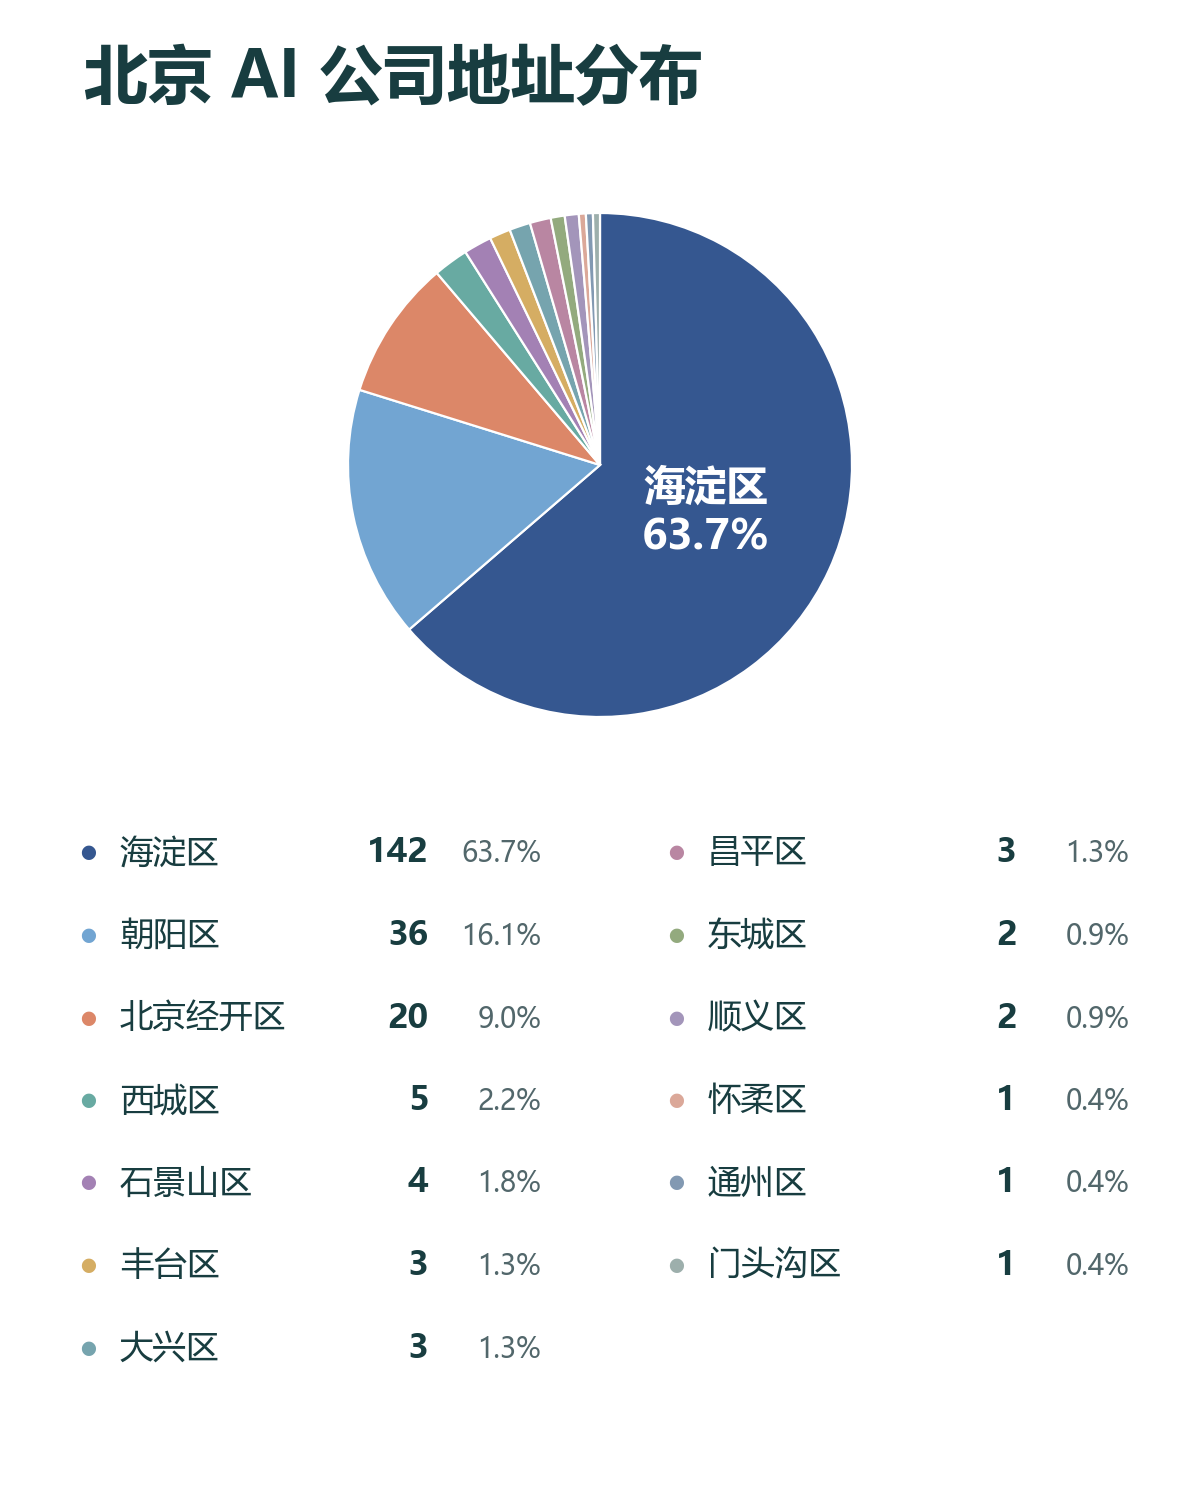 北京 AI 公司地址分布
海淀区
63.7%
海淀区 142 63.7%
朝阳区 36 16.1%
北京经开区 20 9.0%
西城区 5 2.2%
石景山区 4 1.8%
丰台区 3 1.3%
大兴区 3 1.3%
昌平区 3 1.3%
东城区 2 0.9%
顺义区 2 0.9%
怀柔区 1 0.4%
通州区 1 0.4%
门头沟区 1 0.4%